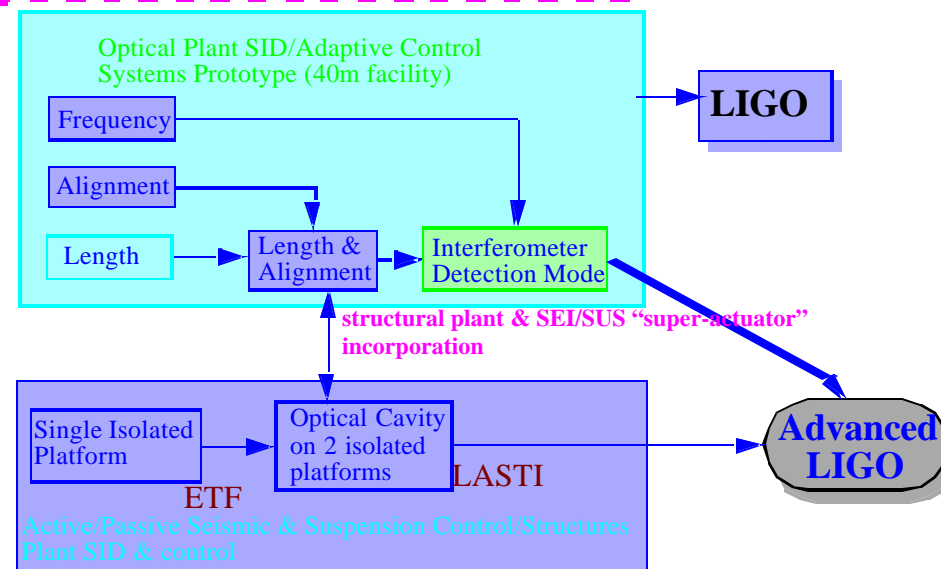 Optical Plant SID/Adaptive Control
Systems Prototype (40m facility)
LIGO
Frequency
Alignment
Length
Length &
Alignment
Interferometer
Detection Mode
structural plant & SEI/SUS “super-actuator”
incorporation
Single Isolated
Platform
Optical Cavity
on 2 isolated
platforms
Advanced
LIGO
ETF
LASTI
Active/Passive Seismic & Suspension Control/Structures
Plant SID & control